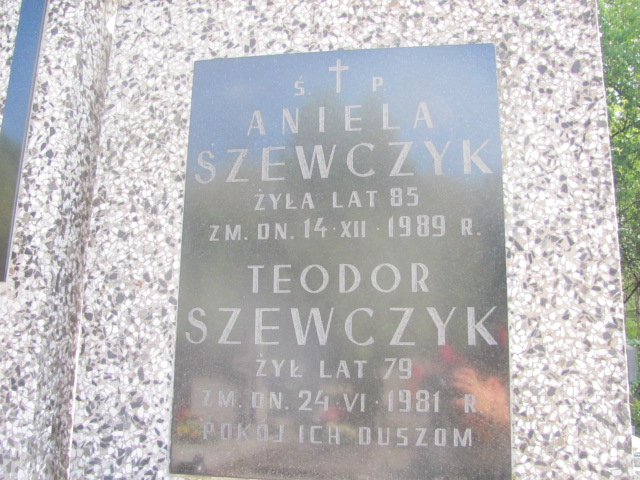 Ś. P.
ANIELA
SZEWCZYK
ŻYŁA LAT 85
ZM. DN. 14·XII·1989 R.
TEODOR
SZEWCZYK
ŻYŁ LAT 79
ZM. DN. 24·VI·1981 R
POKÓJ ICH DUSZOM